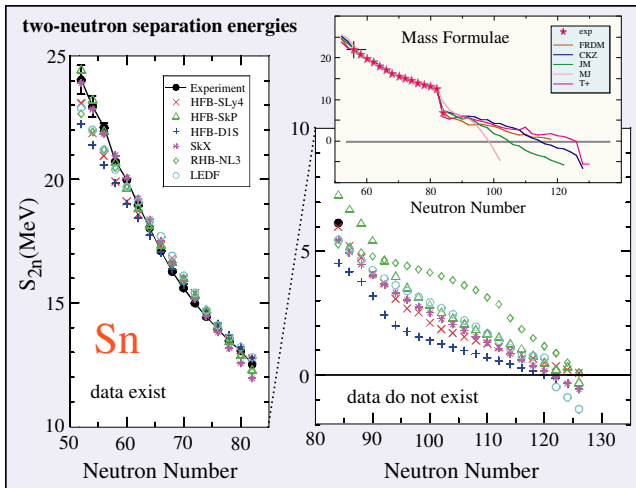 two-neutron separation energies
25
20
15
10
50
60
70
80
S2n(MeV)
Neutron Number
Experiment
HFB-SLy4
HFB-SkP
HFB-D1S
SkX
RHB-NL3
LEDF
Sn
data exist
Mass Formulae
exp
FRDM
CKZ
JM
MJ
T+
20
10
0
60
80
100
120
Neutron Number
10
5
0
data do not exist
80
90
100
110
120
130
Neutron Number